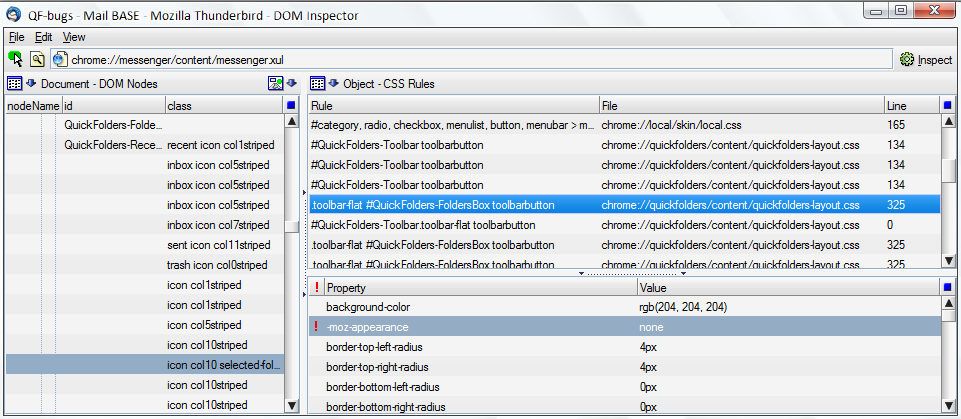 QF-bugs - Mail BASE - Mozilla Thunderbird - DOM Inspector
File Edit View
chrome://messenger/content/messenger.xul Inspect
Document - DOM Nodes
nodeName id class
QuickFolders-Folde...
QuickFolders-Rece... recent icon col1striped
inbox icon col5striped
inbox icon col5striped
inbox icon col5striped
inbox icon col7striped
sent icon col11striped
trash icon col0striped
icon col1striped
icon col1striped
icon col5striped
icon col10striped
icon col10 selected-fol...
icon col10striped
icon col10striped
Object - CSS Rules
Rule File Line
#category, radio, checkbox, menulist, button, menubar > m... chrome://local/skin/local.css 165
#QuickFolders-Toolbar toolbarbutton chrome://quickfolders/content/quickfolders-layout.css 134
#QuickFolders-Toolbar toolbarbutton chrome://quickfolders/content/quickfolders-layout.css 134
#QuickFolders-Toolbar toolbarbutton chrome://quickfolders/content/quickfolders-layout.css 134
.toolbar-flat #QuickFolders-FoldersBox toolbarbutton chrome://quickfolders/content/quickfolders-layout.css 325
#QuickFolders-Toolbar.toolbar-flat toolbarbutton chrome://quickfolders/content/quickfolders-layout.css 0
.toolbar-flat #QuickFolders-FoldersBox toolbarbutton chrome://quickfolders/content/quickfolders-layout.css 325
.toolbar-flat #QuickFolders-FoldersBox toolbarbutton chrome://quickfolders/content/quickfolders-layout.css 325
! Property Value
background-color rgb(204, 204, 204)
! -moz-appearance none
border-top-left-radius 4px
border-top-right-radius 4px
border-bottom-left-radius 0px
border-bottom-right-radius 0px